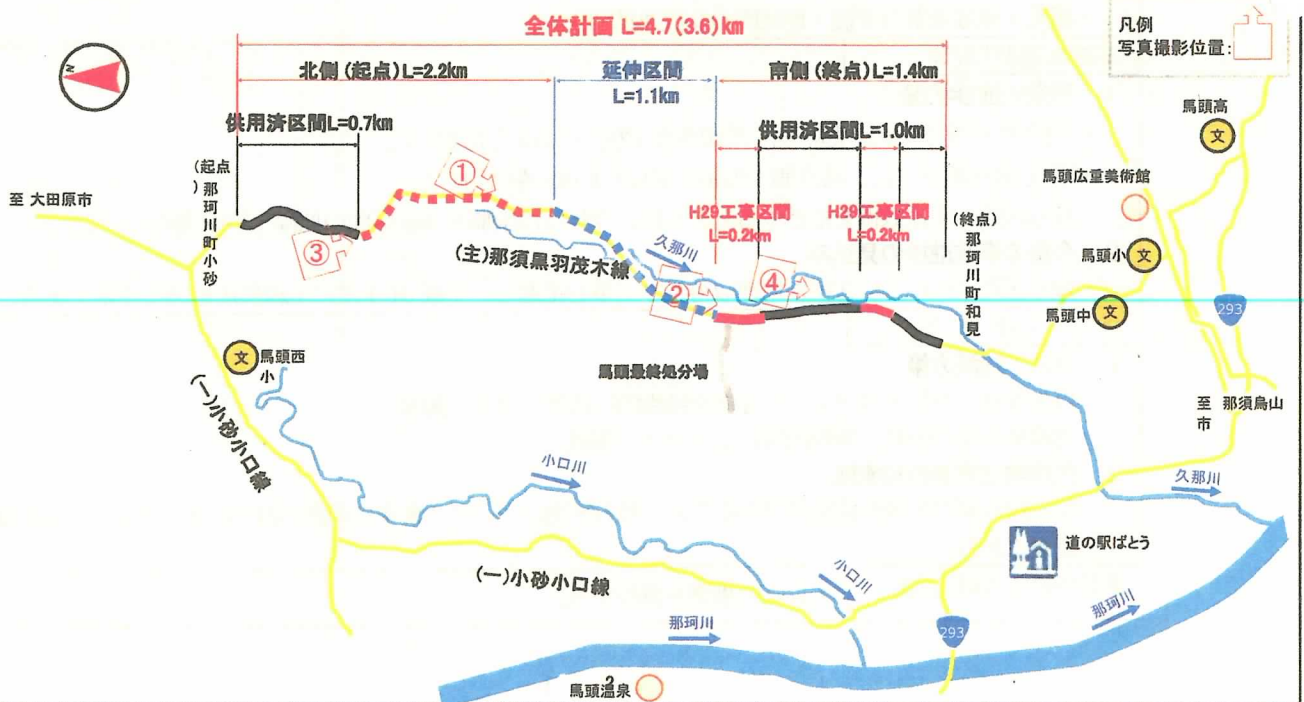 凡例
写真撮影位置:
全体計画 L=4.7(3.6)km
北側(起点)L=2.2km
延伸区間
L=1.1km
南側(終点)L=1.4km
供用済区間L=0.7km
供用済区間L=1.0km
N
H29工事区間
L=0.2km
H29工事区間
L=0.2km
(起点
)那珂川町小砂
至 大田原市
①
③
(主)那須黒羽茂木線
久那川
②
④
(終点)
那珂川町和見
馬頭高
文
馬頭広重美術館
馬頭小
文
馬頭中
文
293
至 那須烏山
市
文
馬頭西
小
馬頭最終処分場
(一)小砂小口線
小口川
(一)小砂小口線
小口川
久那川
道の駅ばとう
那珂川
那珂川
293
2
馬頭温泉